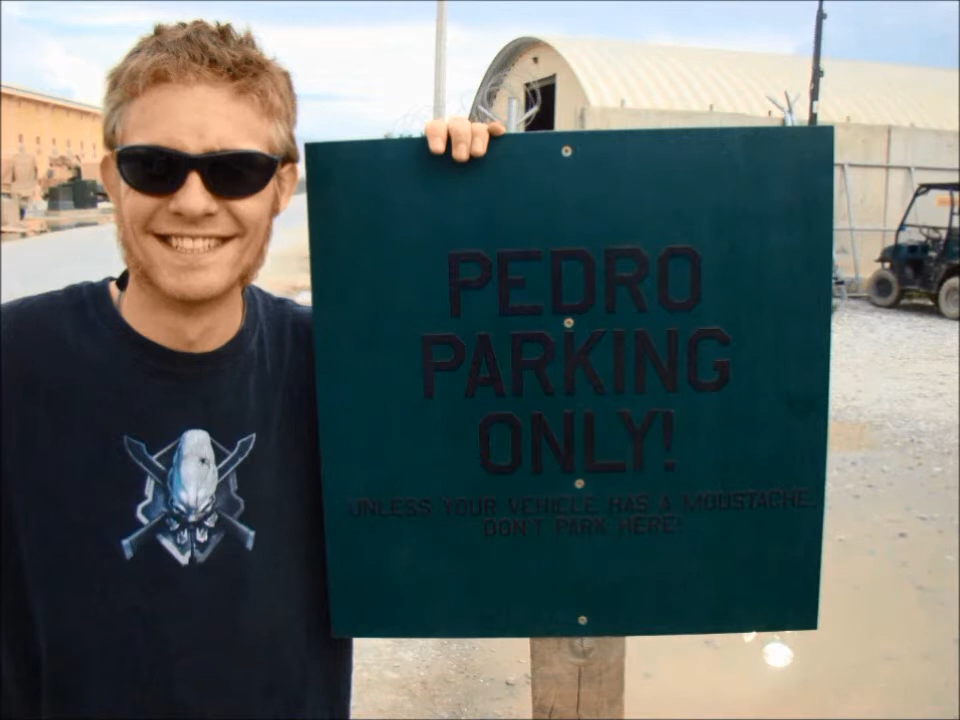 PEDRO
PARKING
ONLY!
UNLESS YOUR VEHICLE HAS A MOUSTACHE,
DON'T PARK HERE.